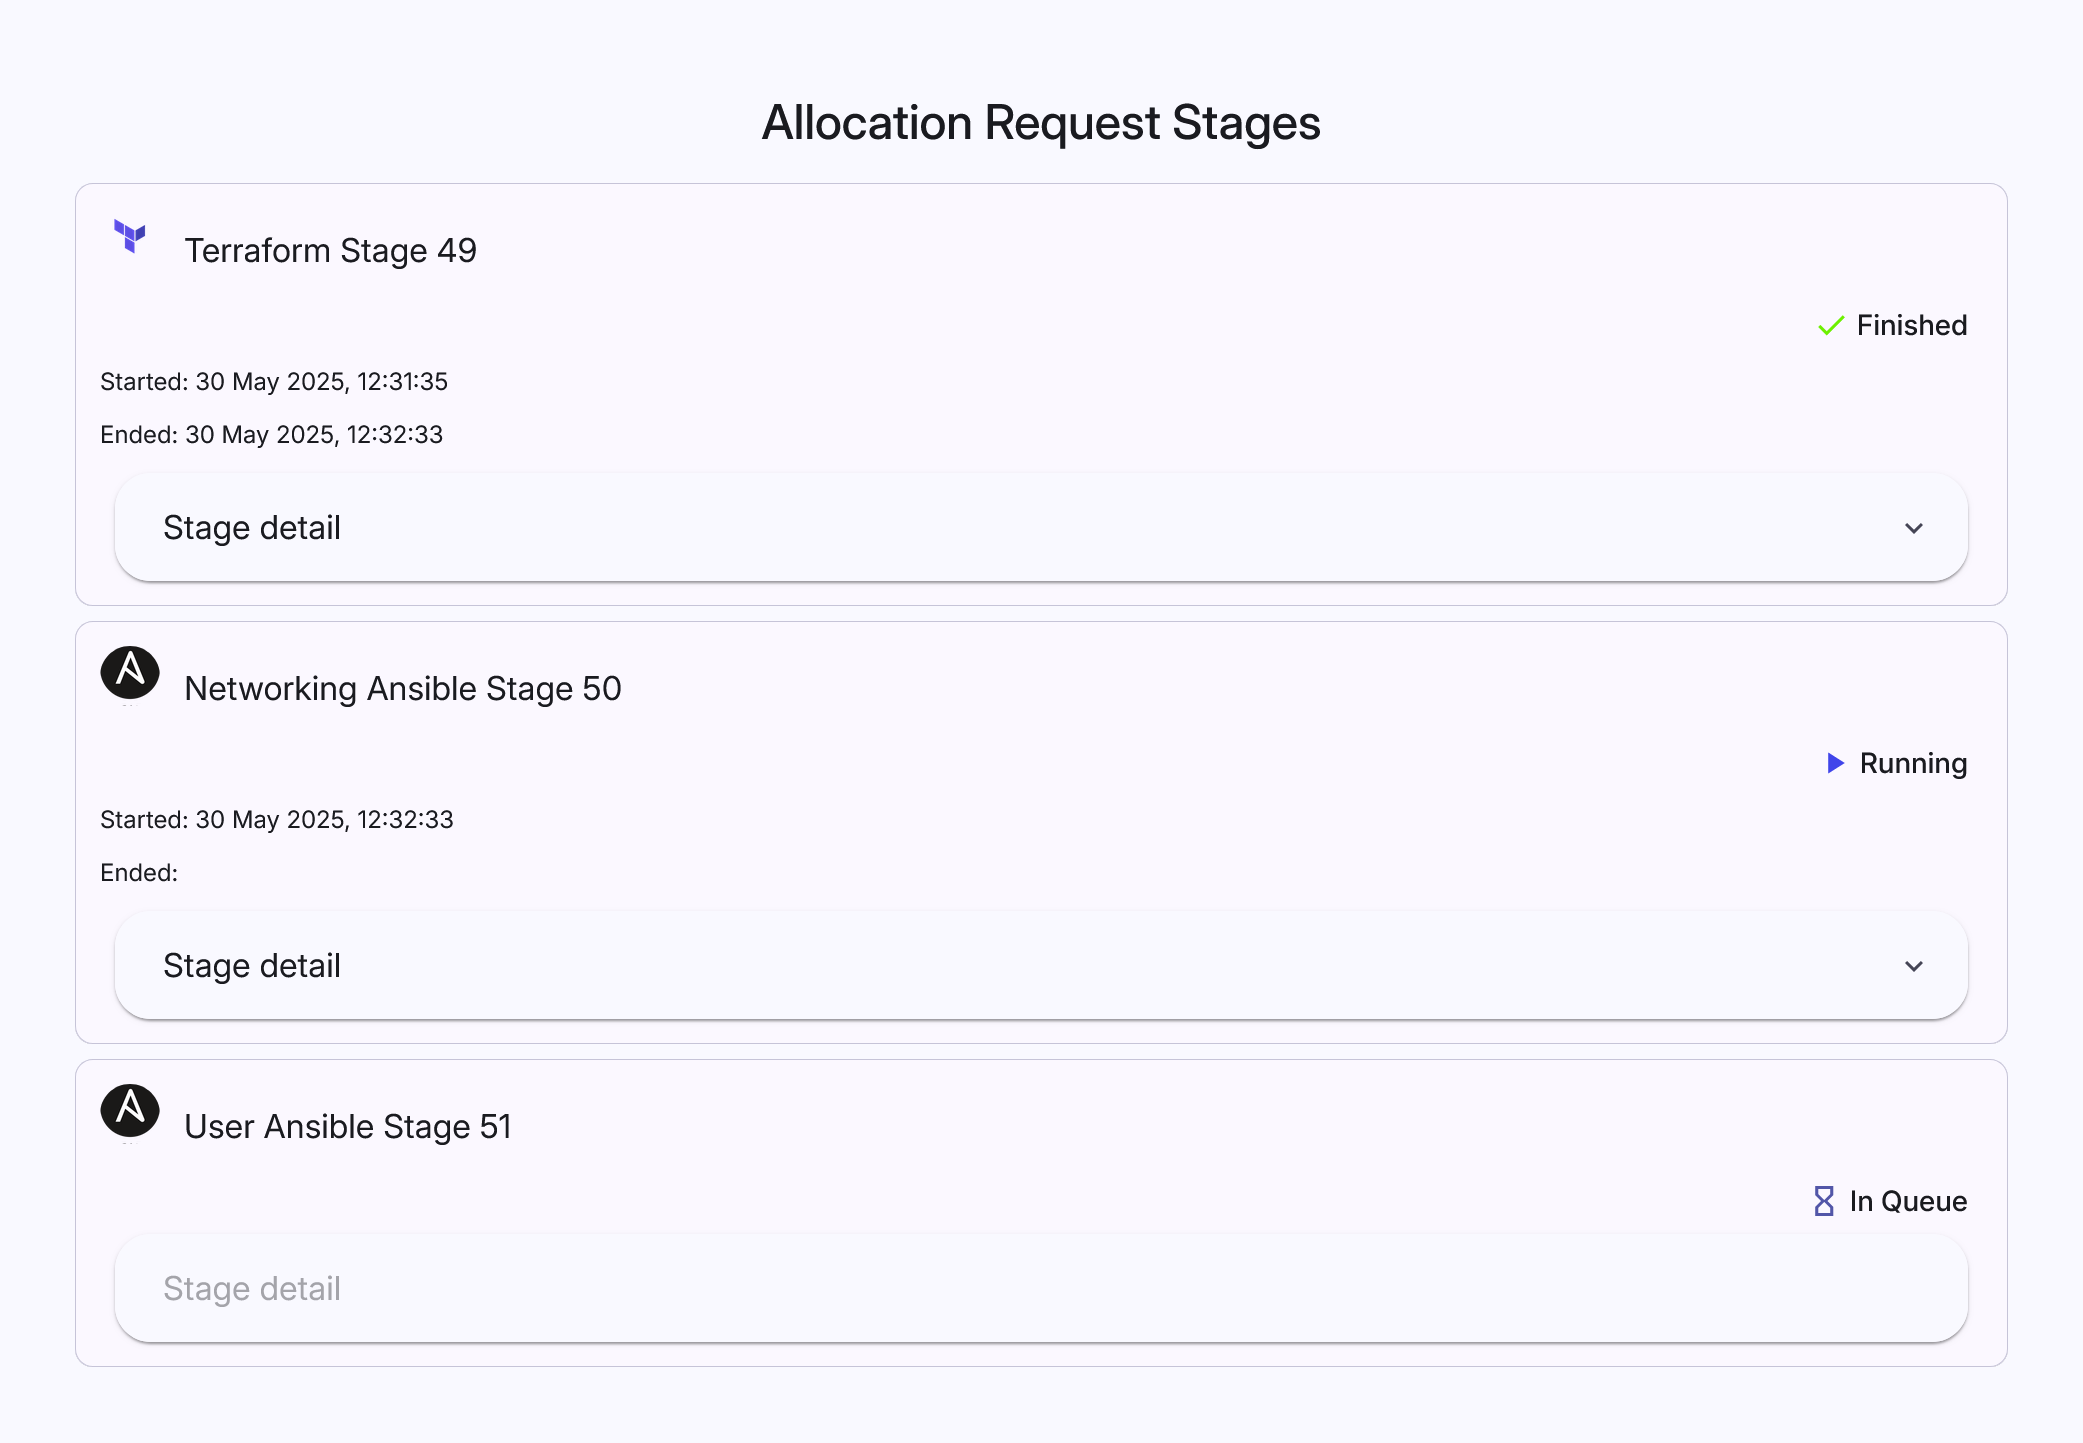 Allocation Request Stages
Terraform Stage 49
Finished
Started: 30 May 2025, 12:31:35
Ended: 30 May 2025, 12:32:33
Stage detail
Networking Ansible Stage 50
Running
Started: 30 May 2025, 12:32:33
Ended:
Stage detail
User Ansible Stage 51
In Queue
Stage detail